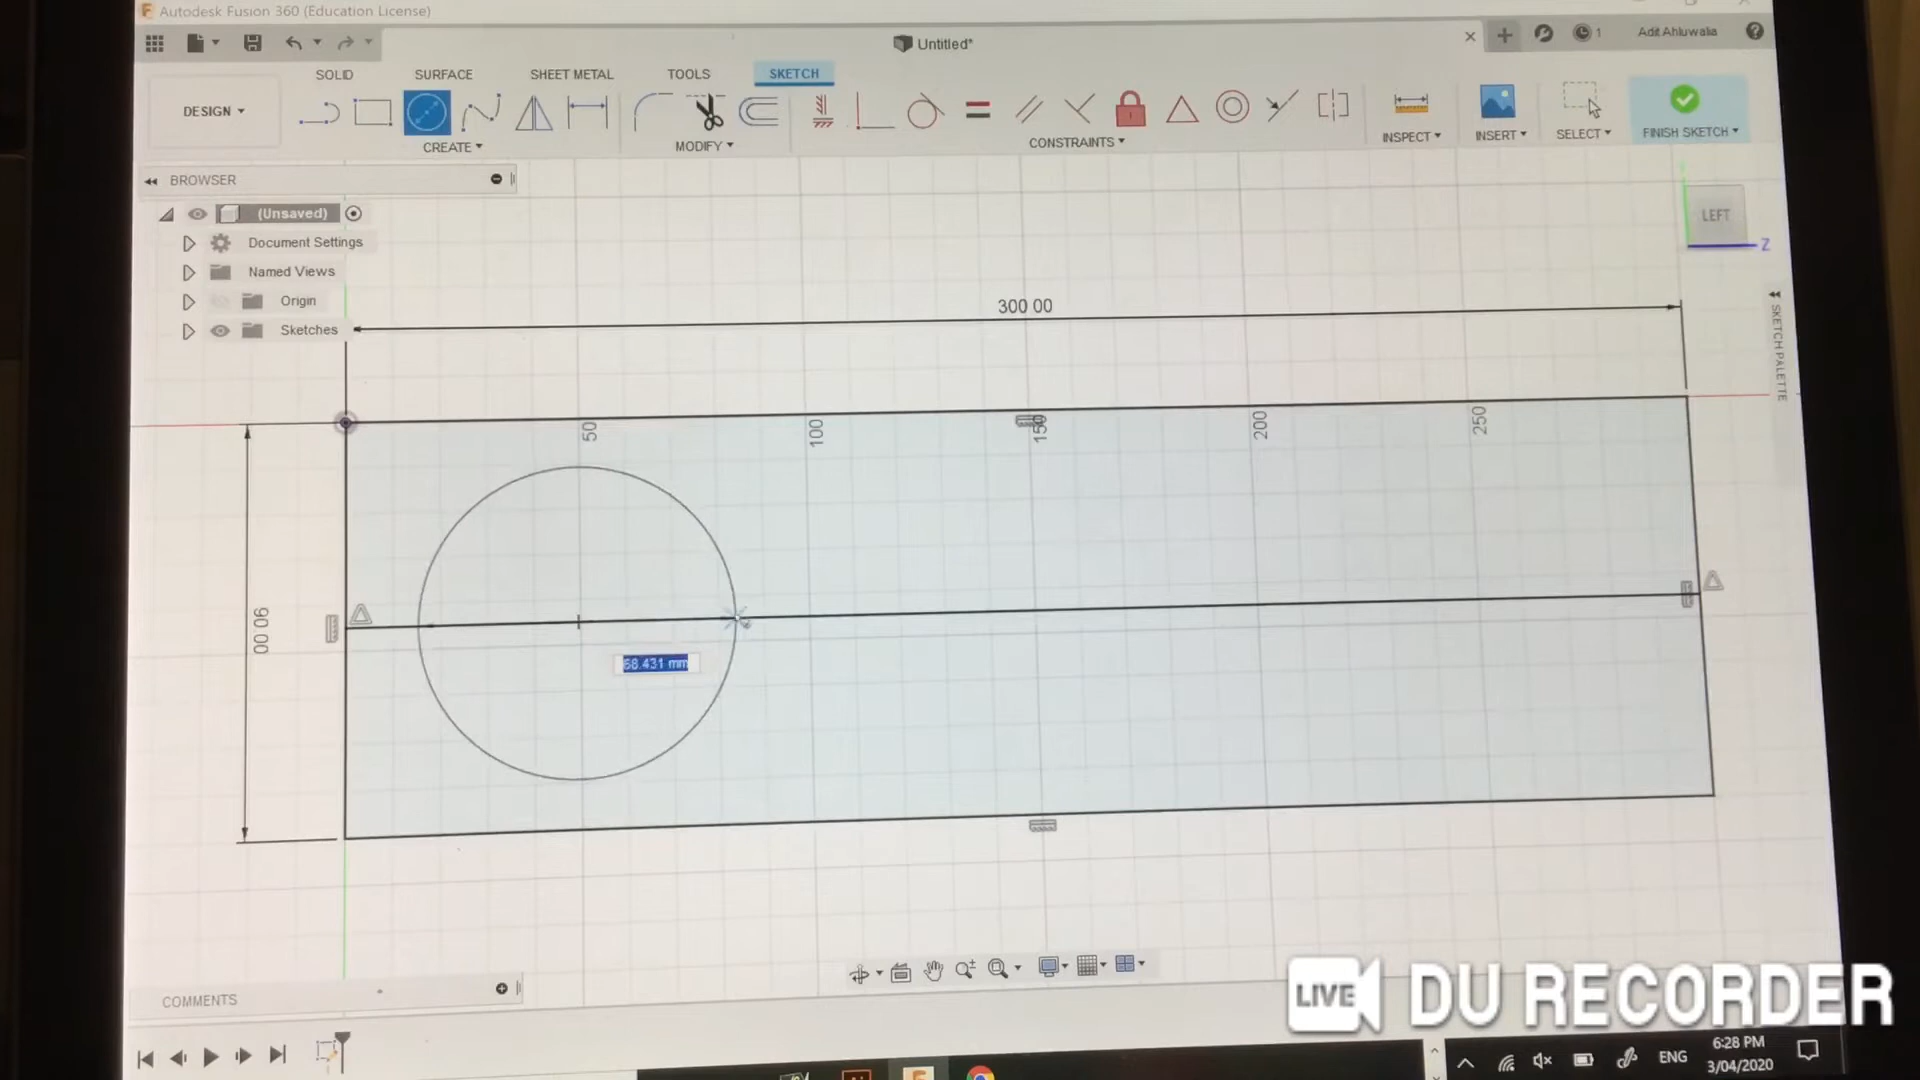 Autodesk Fusion 360 (Education License)
Untitled*
1
Adit Ahluwalia
SOLID
SURFACE
SHEET METAL
TOOLS
SKETCH
DESIGN
CREATE
MODIFY
CONSTRAINTS
INSPECT
INSERT
SELECT
FINISH SKETCH
BROWSER
(Unsaved)
Document Settings
Named Views
Origin
Sketches
LEFT
Z
SKETCH PALETTE
300 00
50
100
150
200
250
90 00
68.431 mm
COMMENTS
LIVE
DU RECORDER
ENG
6:28 PM
3/04/2020